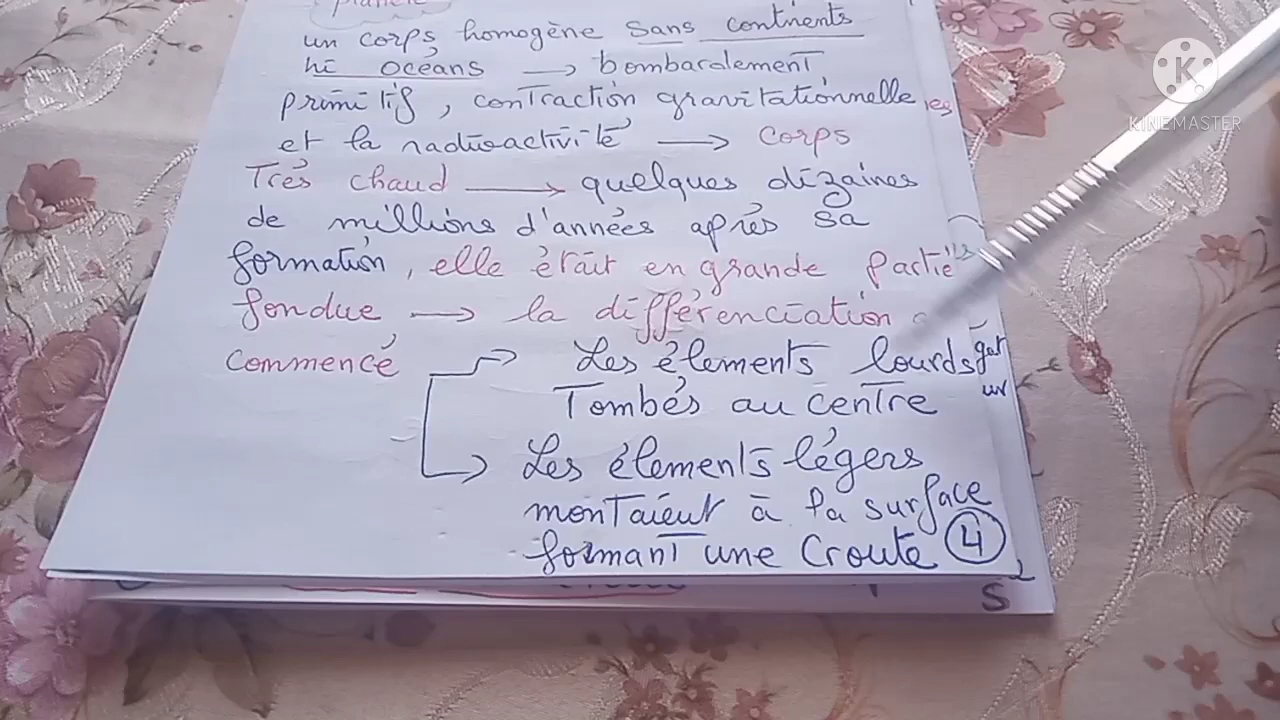 un corps homogène sans continents
ni océans → bombardement
primitif, contraction gravitationnelle
et la radioactivité → corps
Très chaud → quelques dizaines
de millions d'années après sa
formation, elle était en grande partie
fondue → la différenciation
commencé → Les élements lourds
Tombés au centre
→ Les élements légers
montaient à la surface
formant une croute 4
KINEMASTER